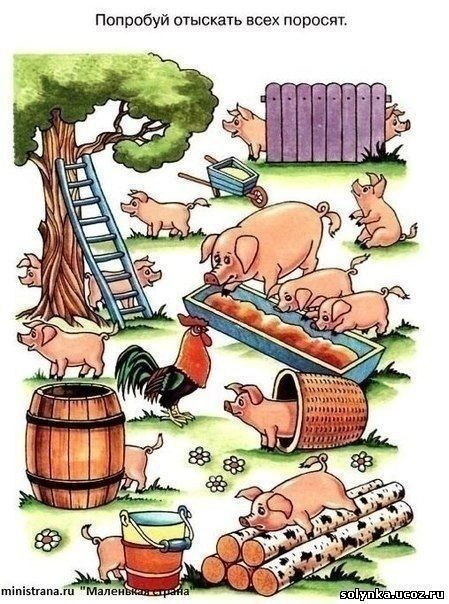 Попробуй отыскать всех поросят.
ministrana.ru "Маленькая страна"
solynka.ucoz.ru